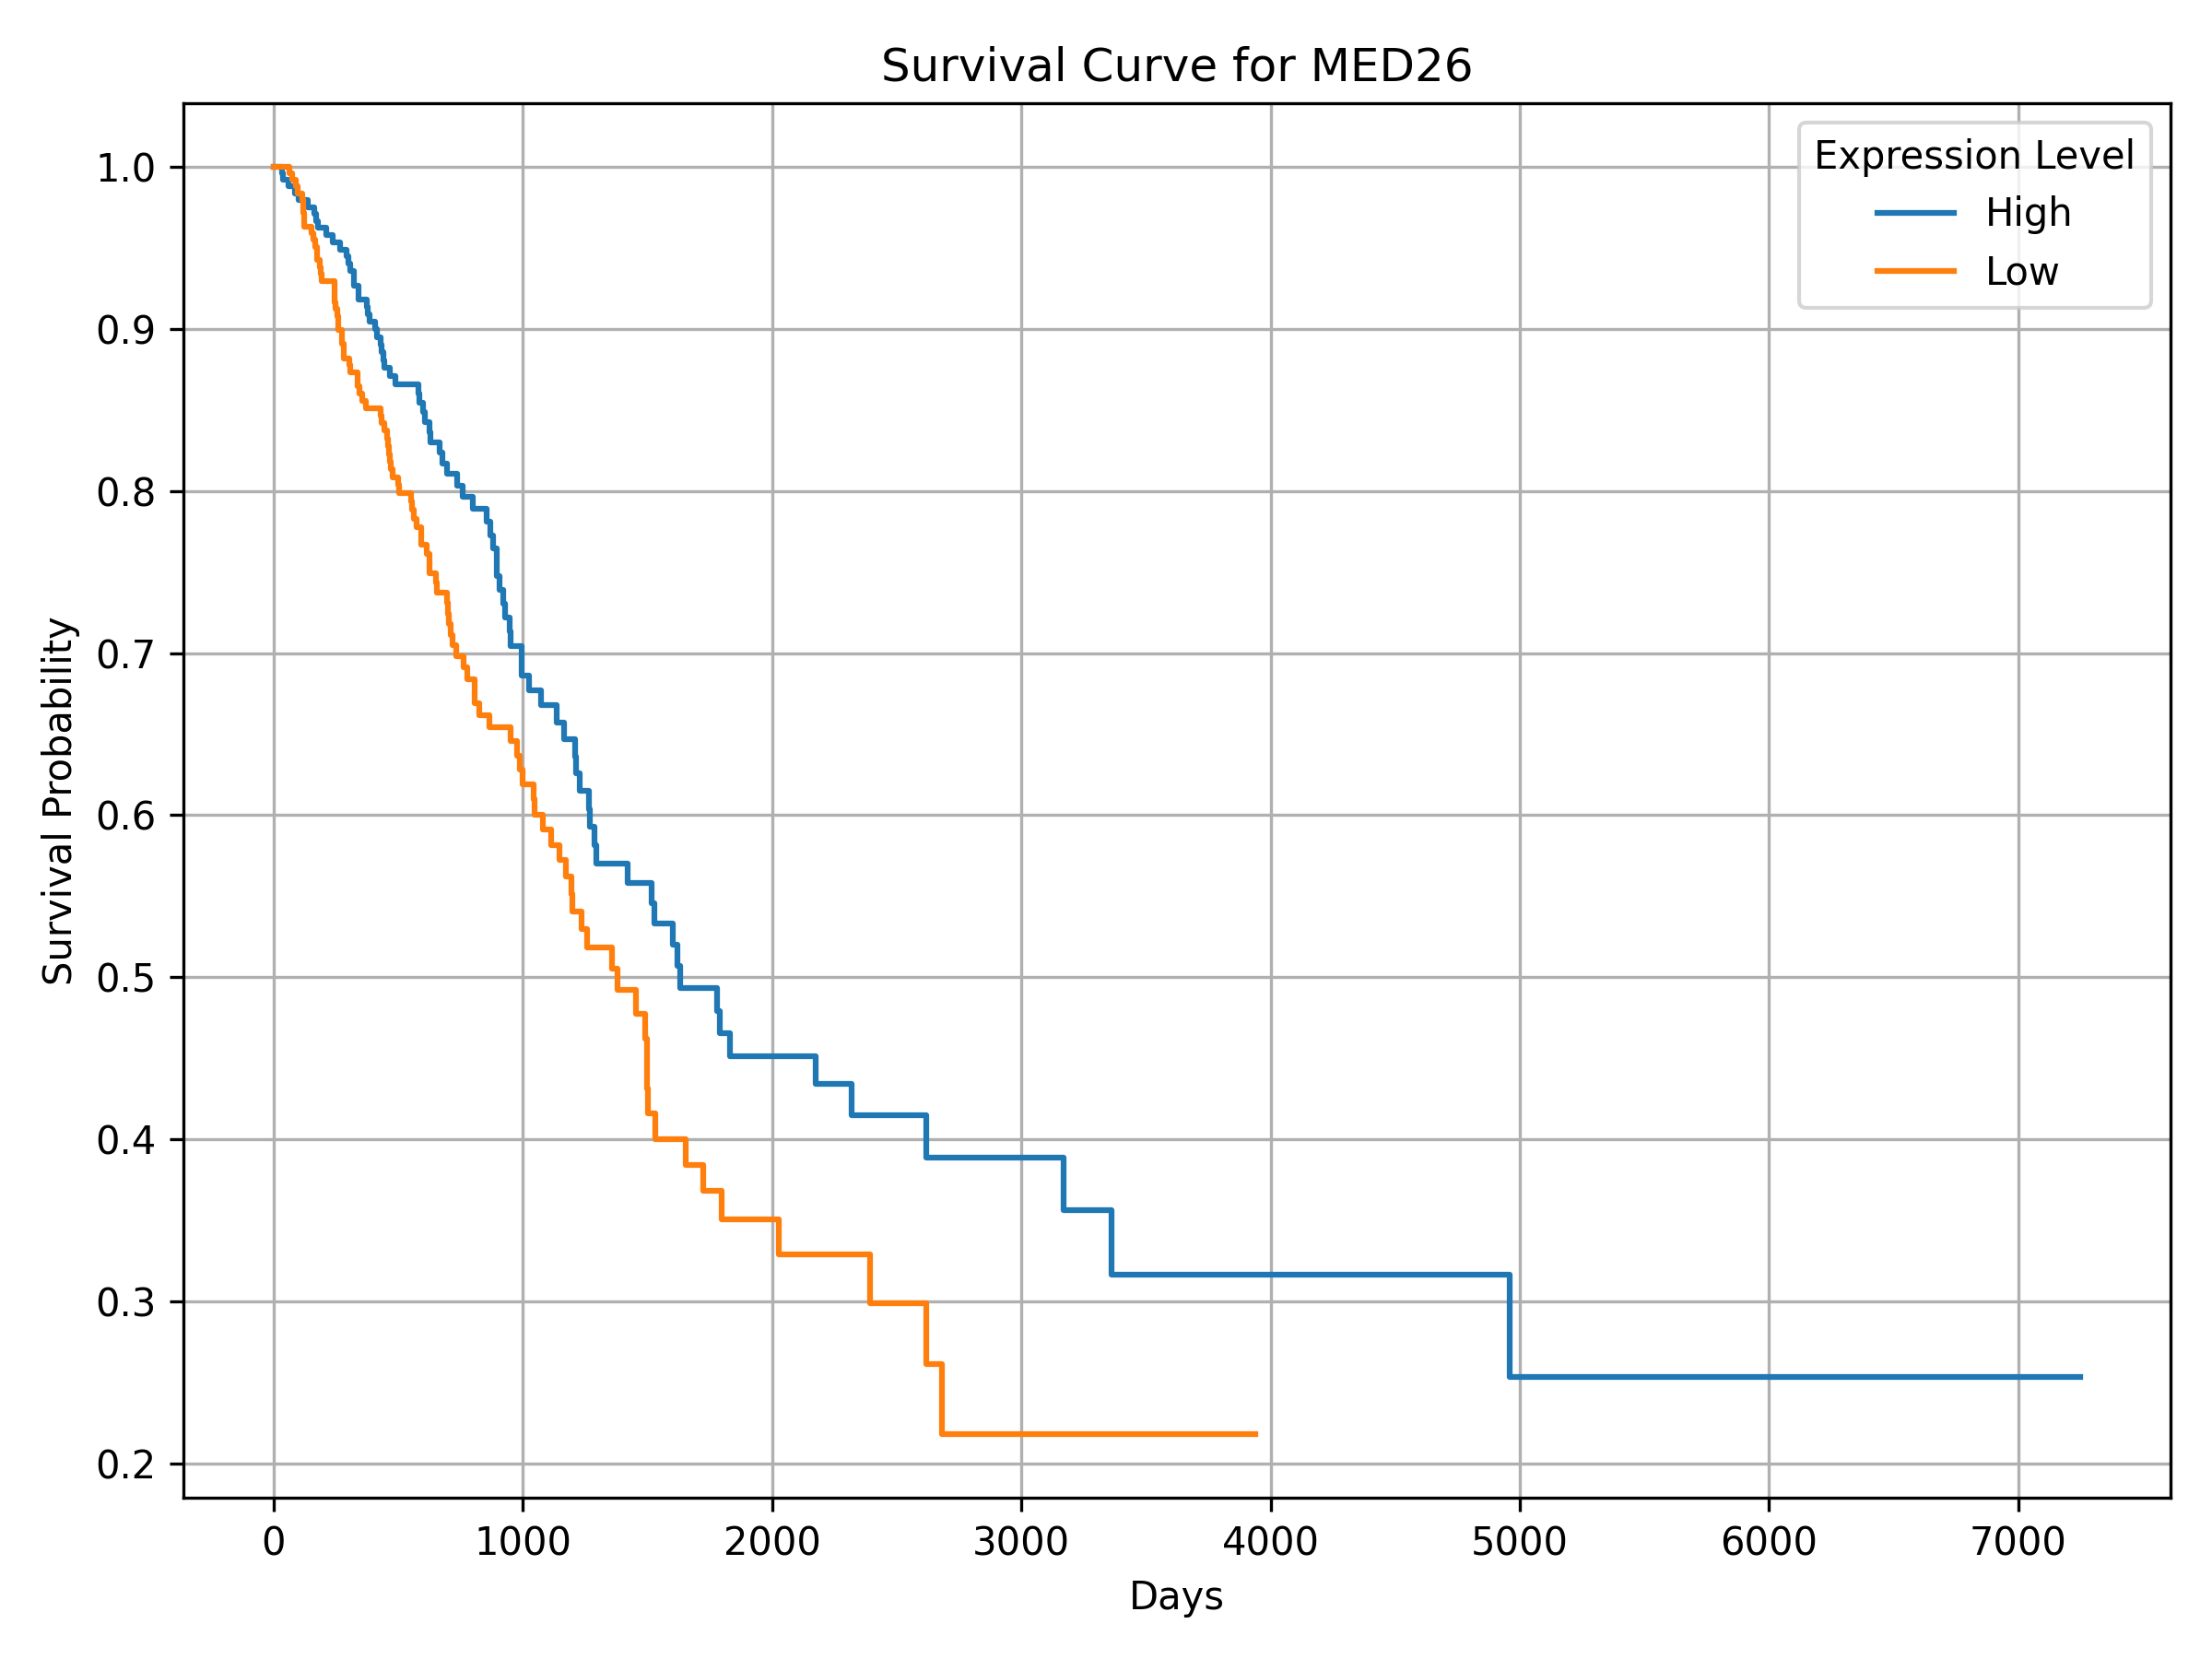 Survival Curve for MED26
Expression Level
High
Low
1.0
0.9
0.8
0.7
0.6
0.5
0.4
0.3
0.2
Survival Probability
0 1000 2000 3000 4000 5000 6000 7000
Days